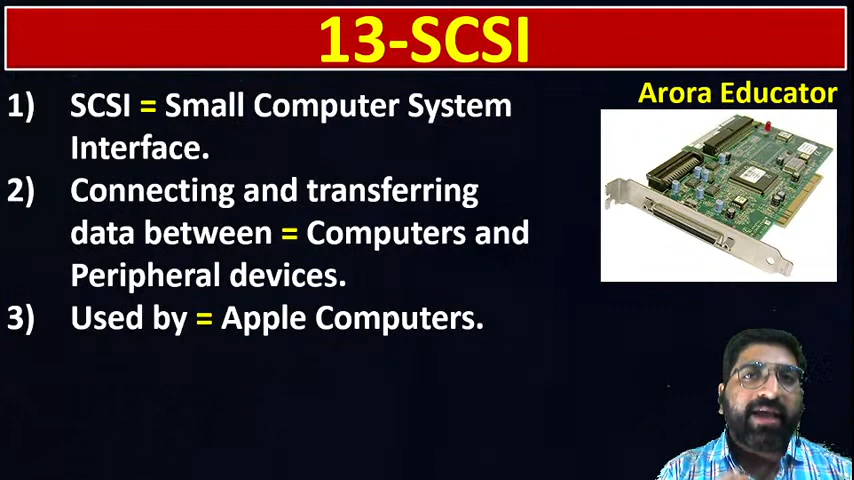 13-SCSI
Arora Educator
1) SCSI = Small Computer System
Interface.
2) Connecting and transferring
data between = Computers and
Peripheral devices.
3) Used by = Apple Computers.